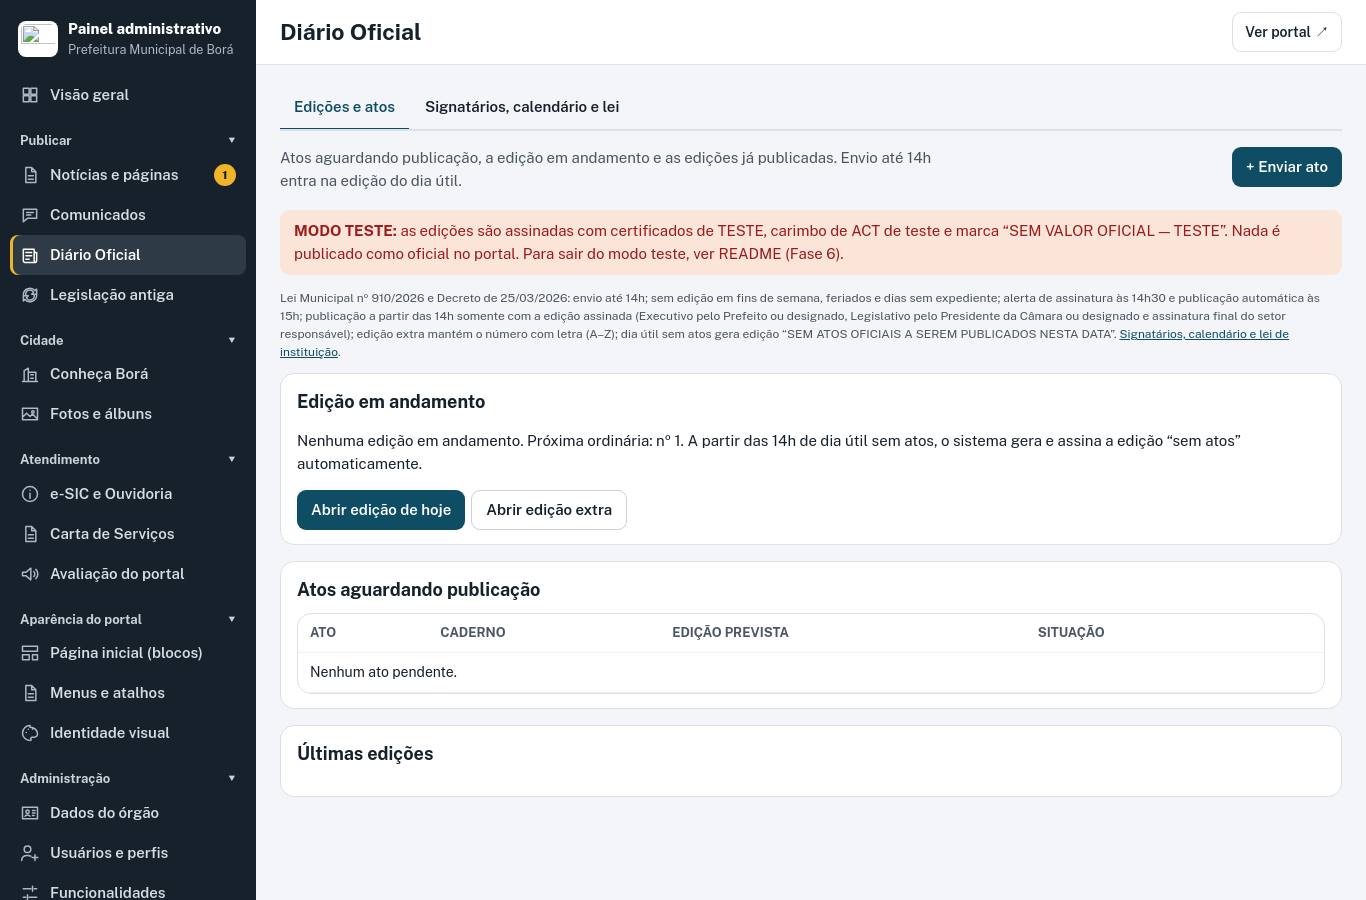 Painel administrativo
Prefeitura Municipal de Borá
Visão geral
Publicar
Notícias e páginas
1
Comunicados
Diário Oficial
Legislação antiga
Cidade
Conheça Borá
Fotos e álbuns
Atendimento
e-SIC e Ouvidoria
Carta de Serviços
Avaliação do portal
Aparência do portal
Página inicial (blocos)
Menus e atalhos
Identidade visual
Administração
Dados do órgão
Usuários e perfis
Funcionalidades
Diário Oficial
Ver portal ↗
Edições e atos
Signatários, calendário e lei
Atos aguardando publicação, a edição em andamento e as edições já publicadas. Envio até 14h
entra na edição do dia útil.
+ Enviar ato
MODO TESTE: as edições são assinadas com certificados de TESTE, carimbo de ACT de teste e marca “SEM VALOR OFICIAL — TESTE”. Nada é
publicado como oficial no portal. Para sair do modo teste, ver README (Fase 6).
Lei Municipal nº 910/2026 e Decreto de 25/03/2026: envio até 14h; sem edição em fins de semana, feriados e dias sem expediente; alerta de assinatura às 14h30 e publicação automática às
15h; publicação a partir das 14h somente com a edição assinada (Executivo pelo Prefeito ou designado, Legislativo pelo Presidente da Câmara ou designado e assinatura final do setor
responsável); edição extra mantém o número com letra (A–Z); dia útil sem atos gera edição “SEM ATOS OFICIAIS A SEREM PUBLICADOS NESTA DATA”. Signatários, calendário e lei de
instituição.
Edição em andamento
Nenhuma edição em andamento. Próxima ordinária: nº 1. A partir das 14h de dia útil sem atos, o sistema gera e assina a edição “sem atos”
automaticamente.
Abrir edição de hoje
Abrir edição extra
Atos aguardando publicação
ATO
CADERNO
EDIÇÃO PREVISTA
SITUAÇÃO
Nenhum ato pendente.
Últimas edições